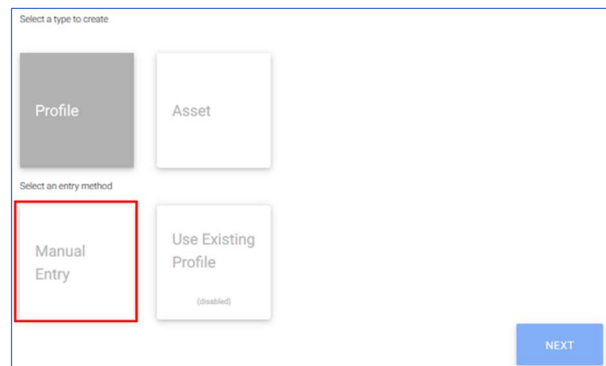 Select a type to create
Profile
Asset
Select an entry method
Manual
Entry
Use Existing
Profile
(disabled)
NEXT